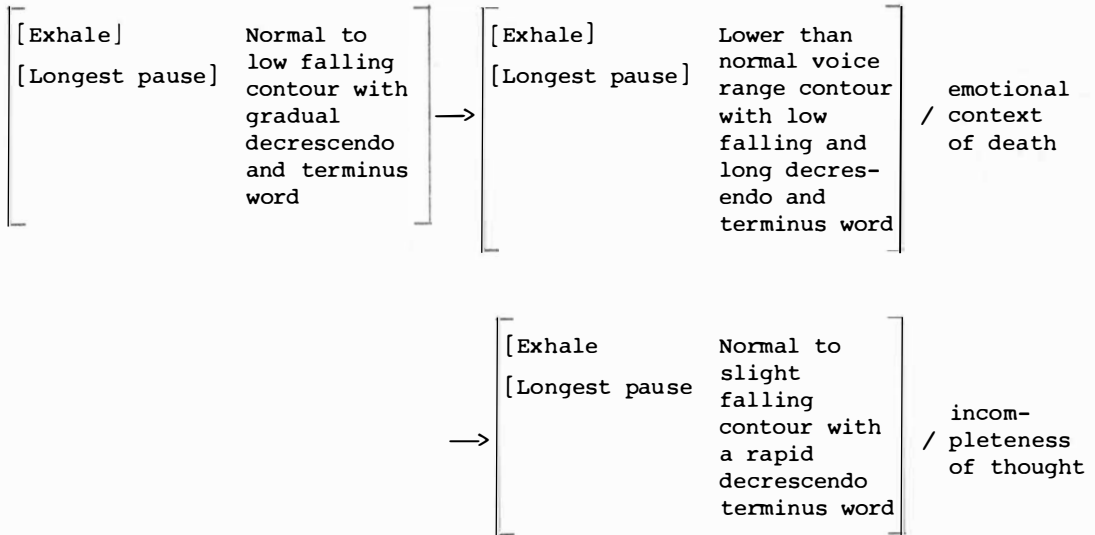 [Exhale]
[Longest pause]
Normal to
low falling
contour with
gradual
decrescendo
and terminus
word
→
[Exhale]
[Longest pause]
Lower than
normal voice
range contour
with low
falling and
long decres-
endo and
terminus word
/ emotional
context
of death
→
[Exhale
[Longest pause
Normal to
slight
falling
contour with
a rapid
decrescendo
terminus word
/ incom-
pleteness
of thought